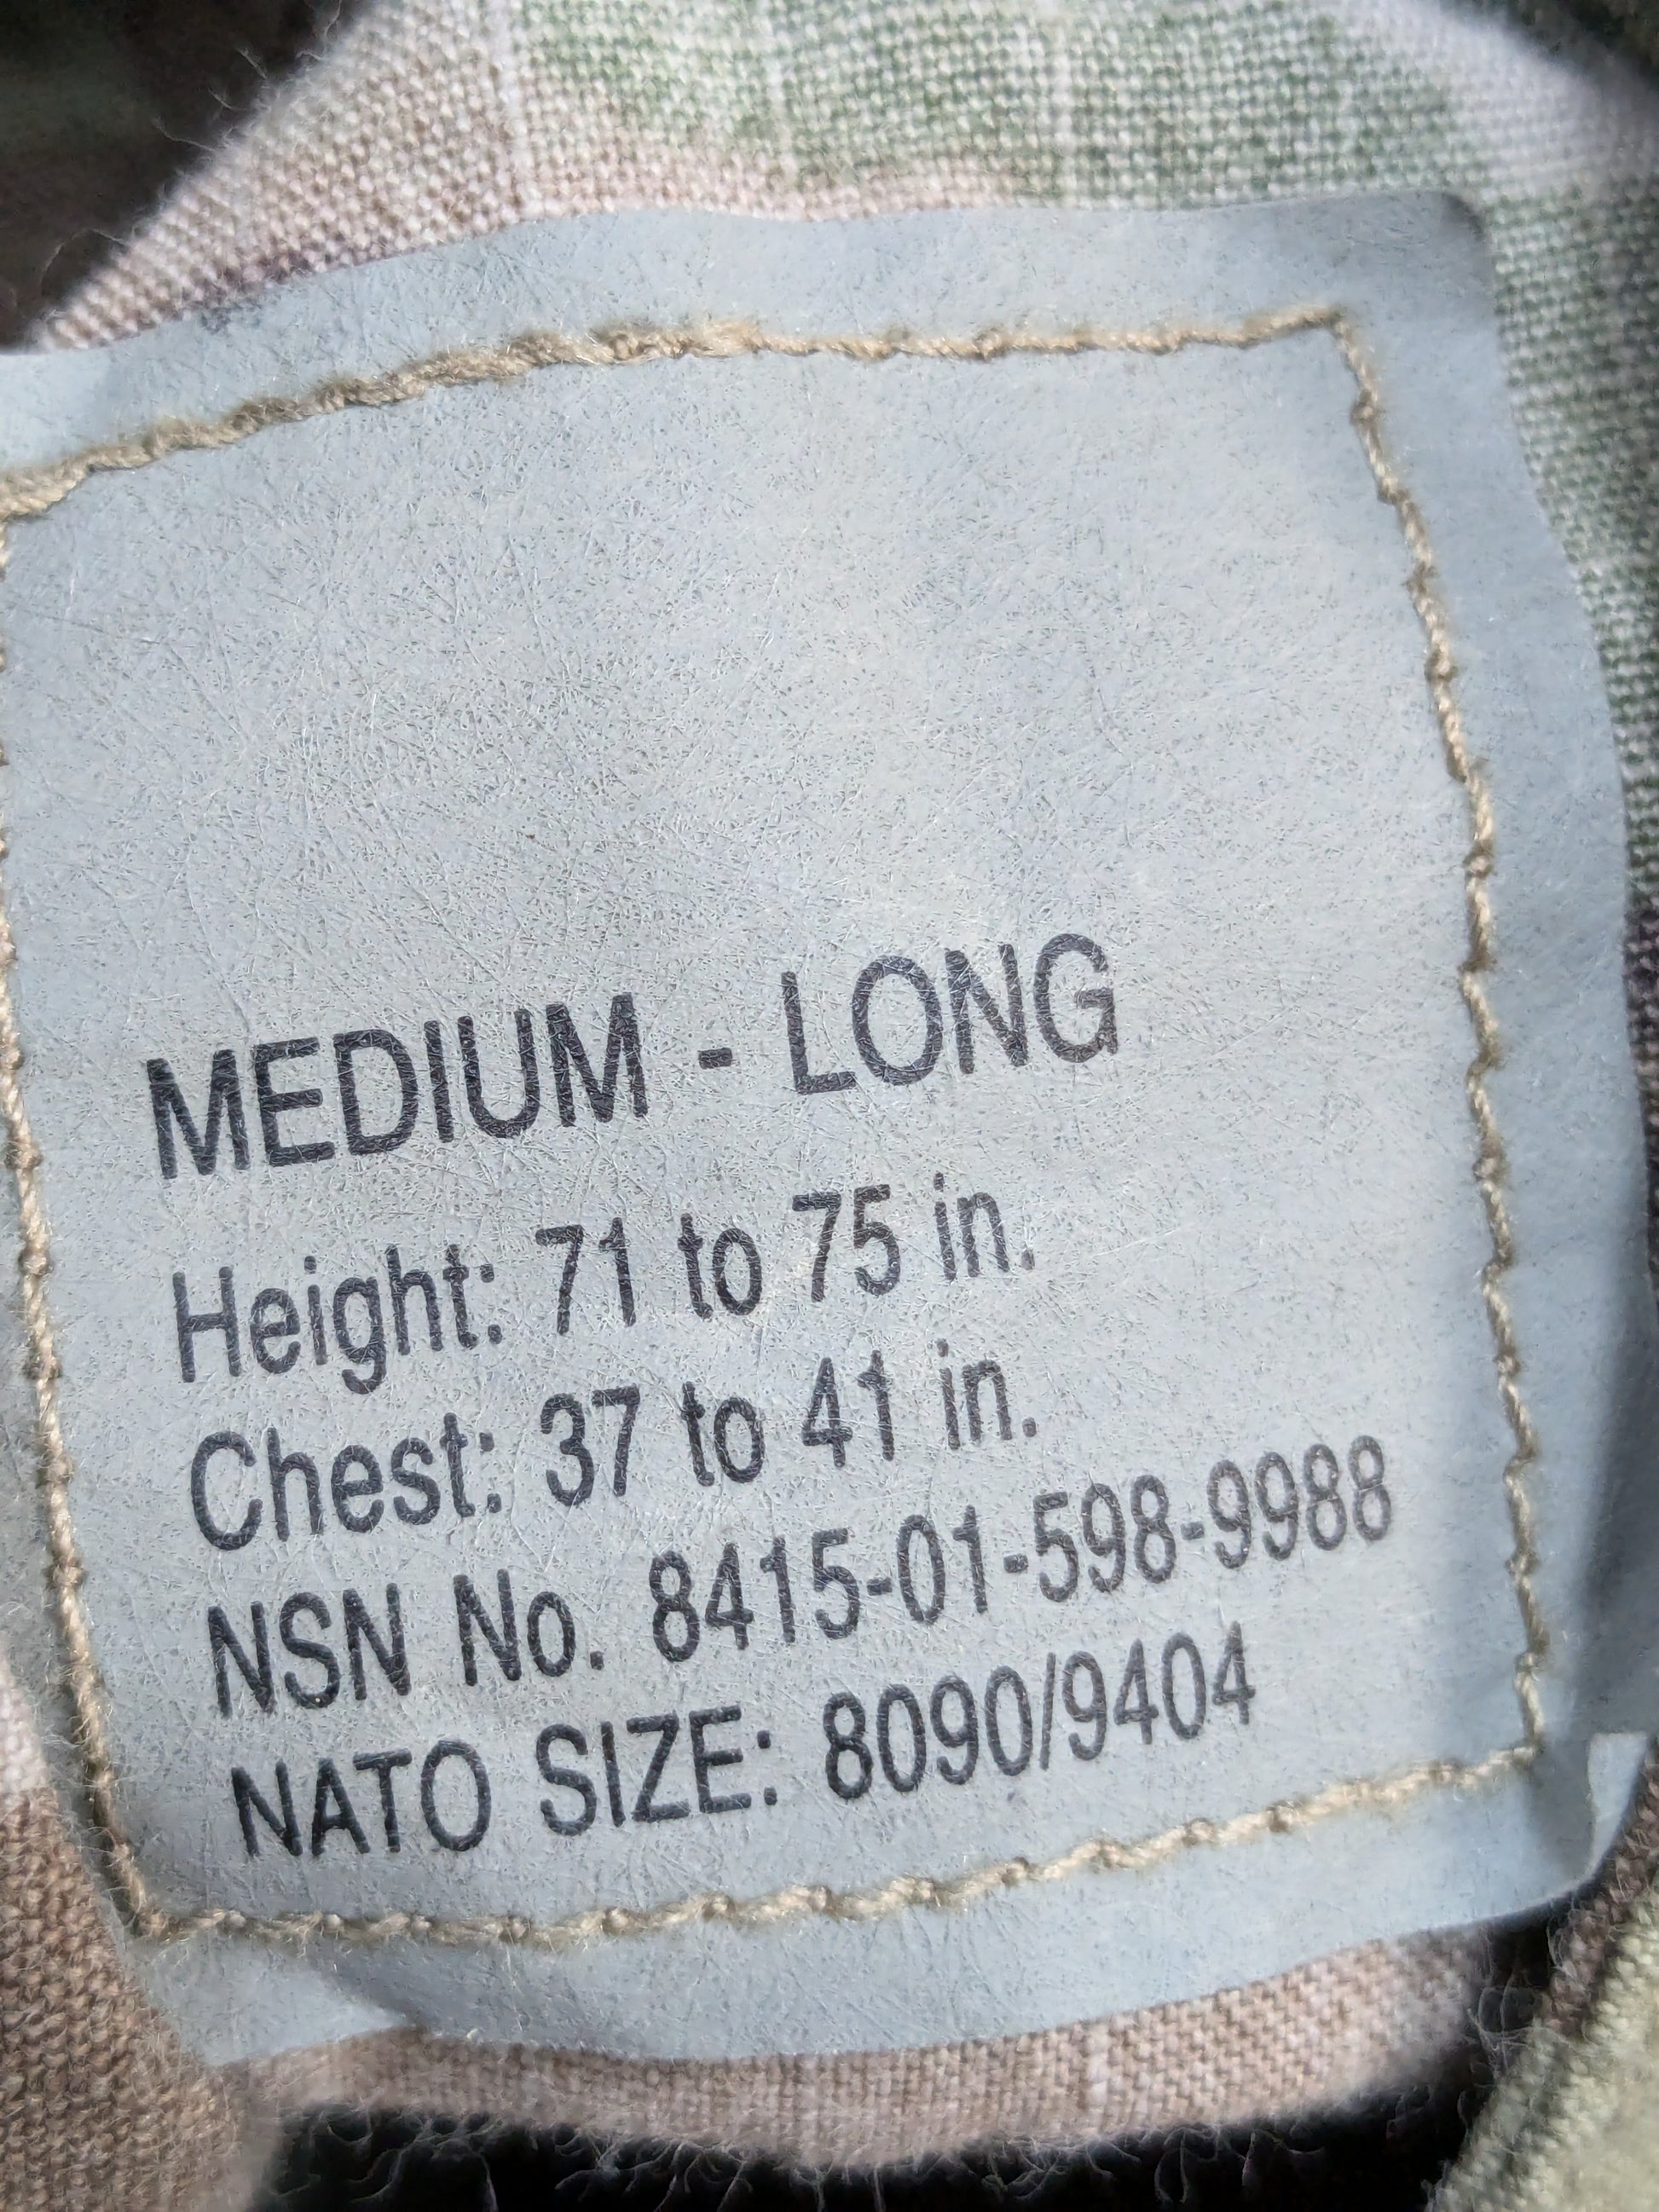 MEDIUM - LONG
Height: 71 to 75 in.
Chest: 37 to 41 in.
NSN No. 8415-01-598-9988
NATO SIZE: 8090/9404